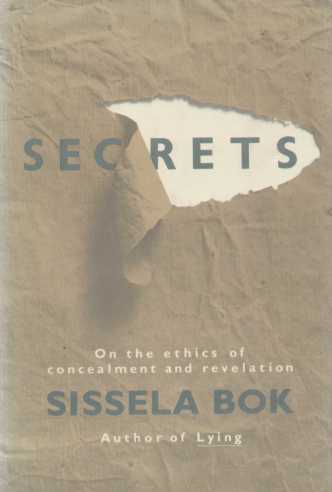 SECRETS
On the ethics of
concealment and revelation
SISSELA BOK
Author of Lying